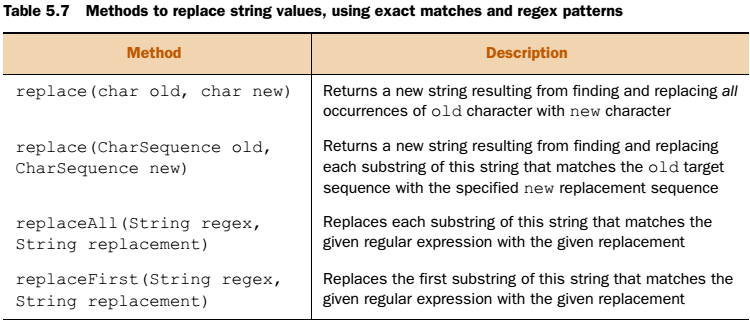 Table 5.7 Methods to replace string values, using exact matches and regex patterns
Method
Description
replace(char old, char new)
Returns a new string resulting from finding and replacing all
occurrences of old character with new character
replace(CharSequence old,
CharSequence new)
Returns a new string resulting from finding and replacing
each substring of this string that matches the old target
sequence with the specified new replacement sequence
replaceAll(String regex,
String replacement)
Replaces each substring of this string that matches the
given regular expression with the given replacement
replaceFirst(String regex,
String replacement)
Replaces the first substring of this string that matches the
given regular expression with the given replacement